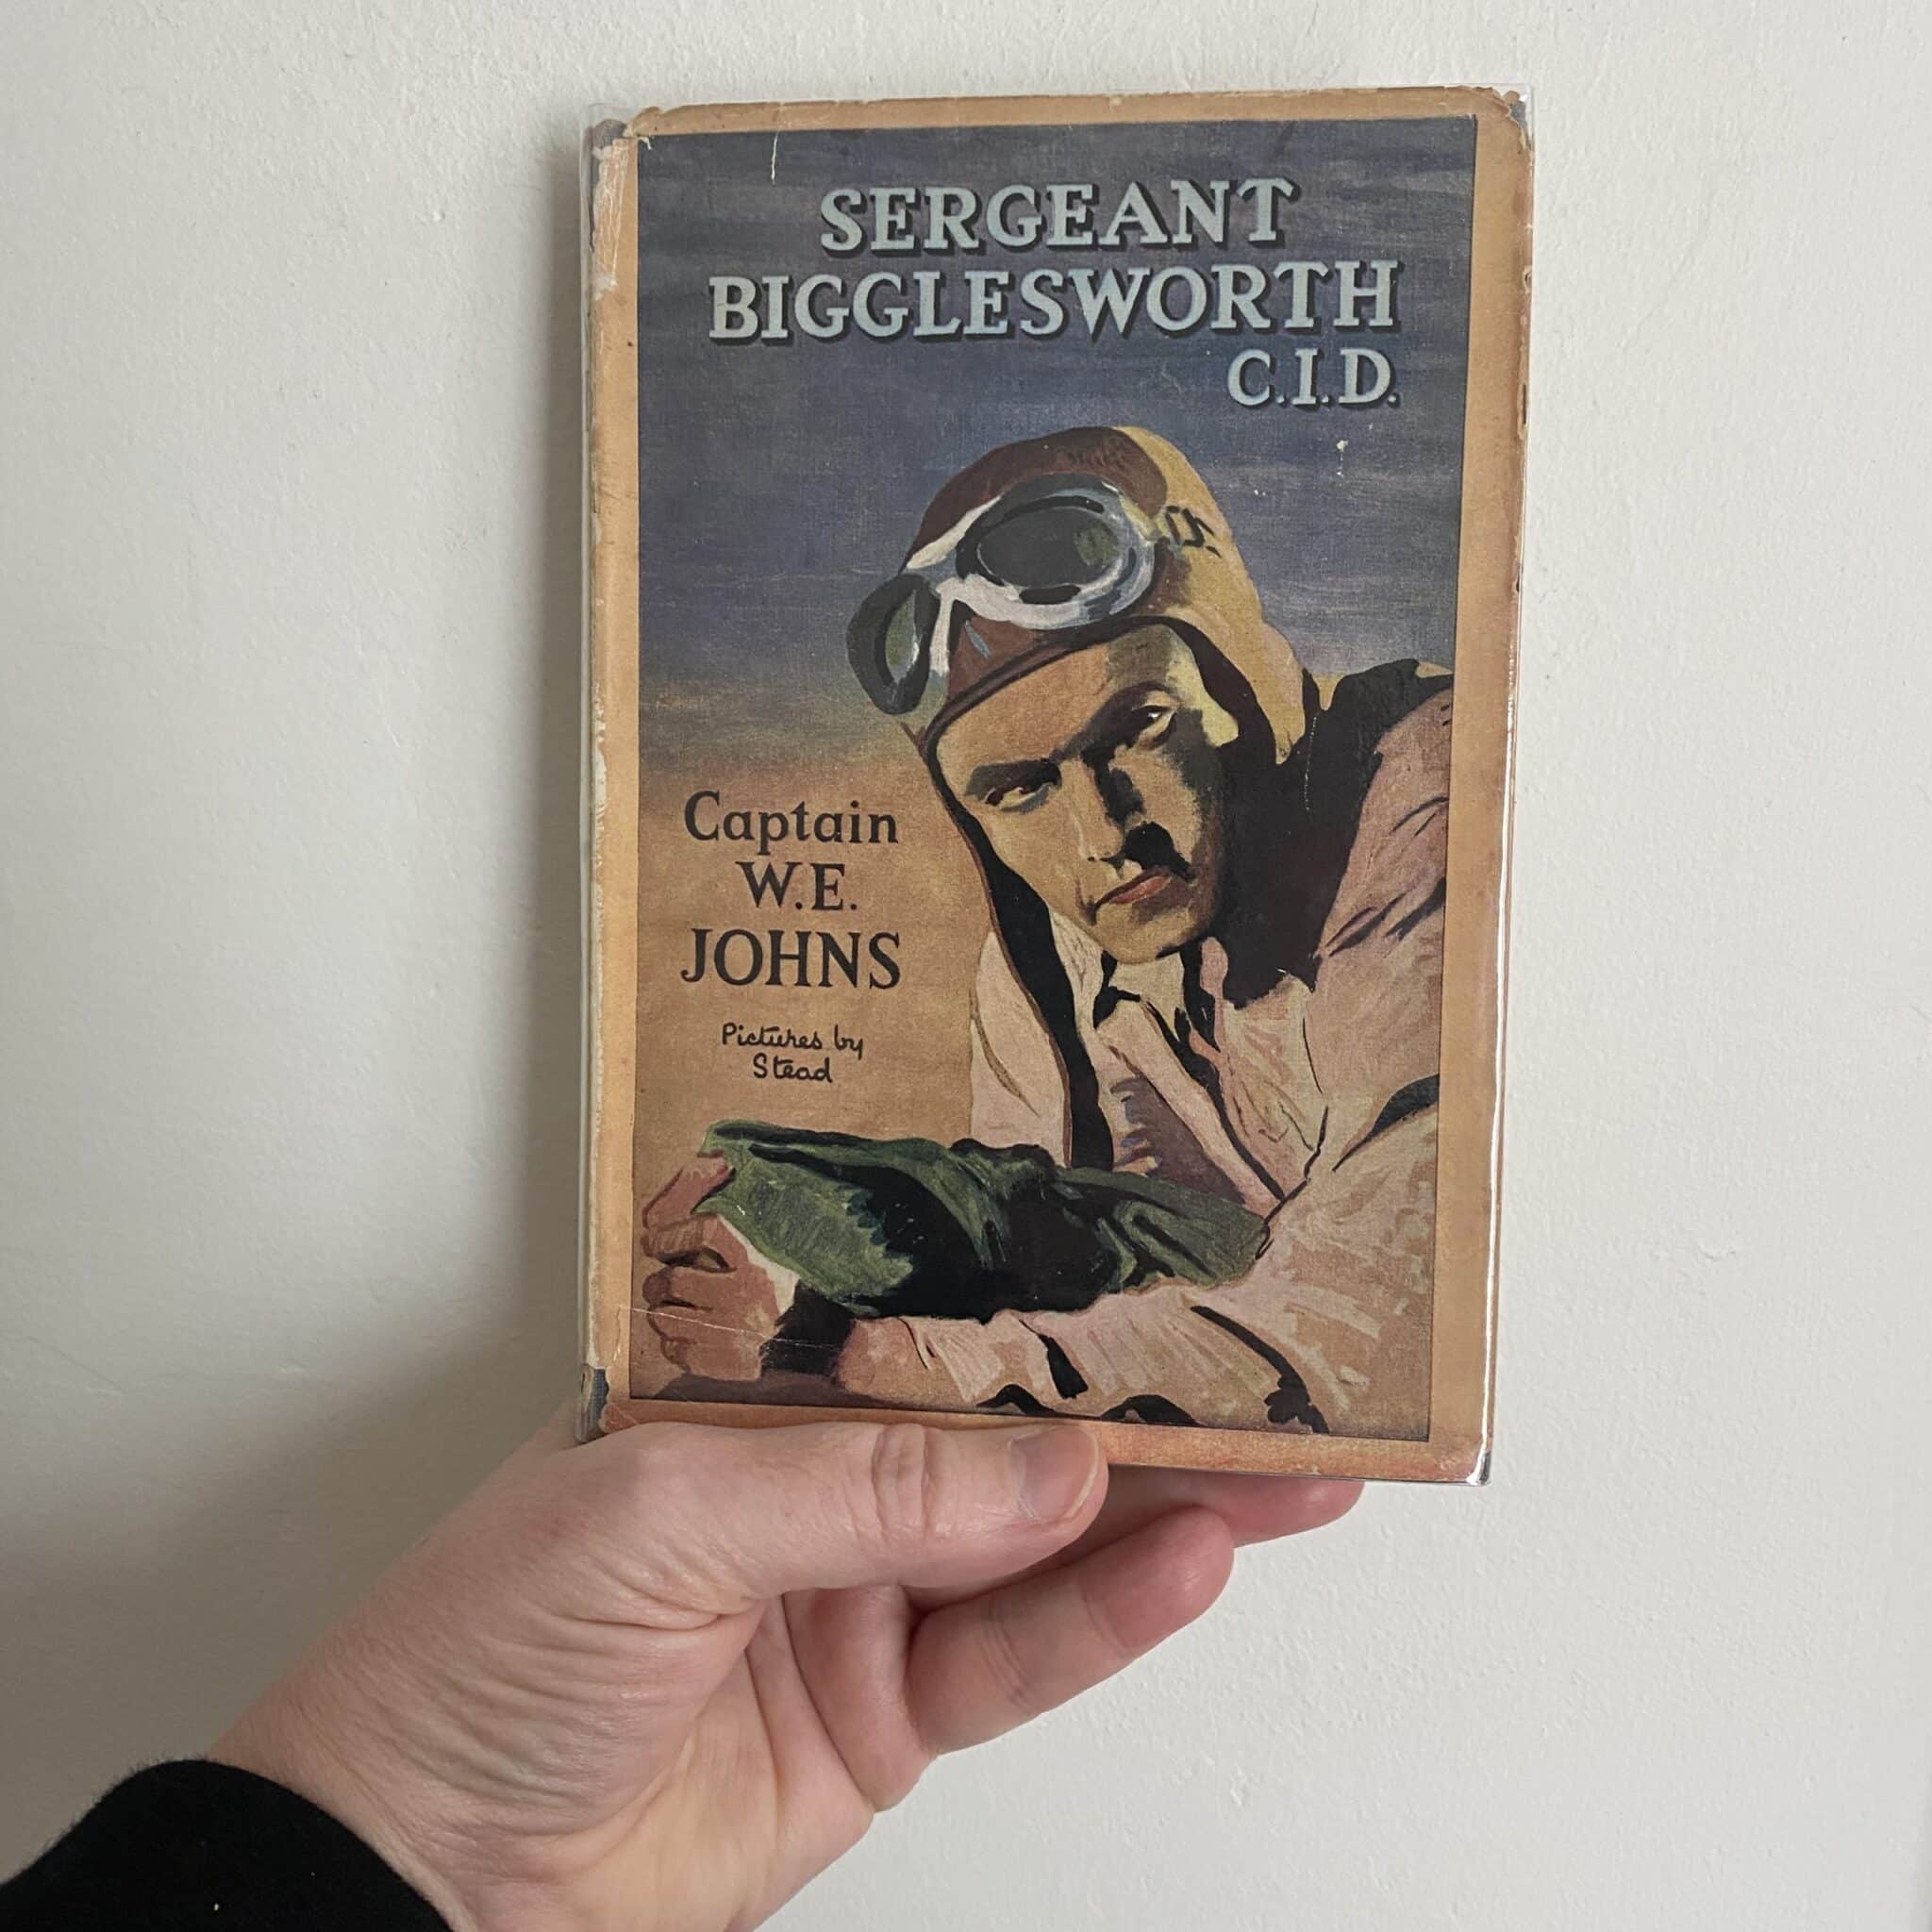 SERGEANT
BIGGLESWORTH
C.I.D.
Captain
W.E.
JOHNS
Pictures by
Stead